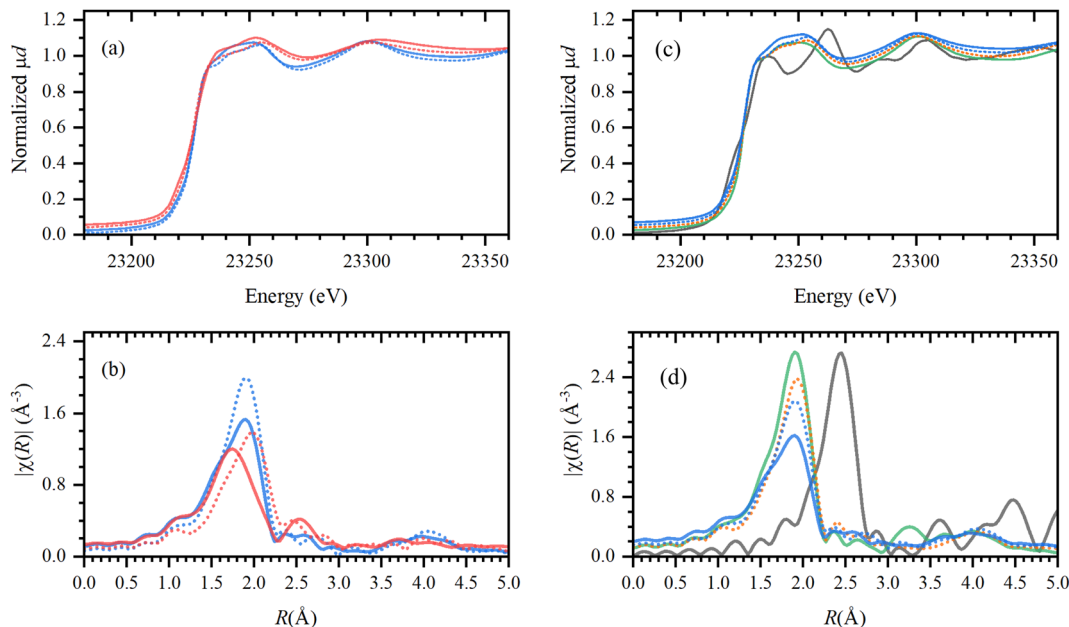 1.2
1.0
0.8
0.6
0.4
0.2
0.0
Normalized μd
(a)
23200 23250 23300 23350
Energy (eV)
1.2
1.0
0.8
0.6
0.4
0.2
0.0
Normalized μd
(c)
23200 23250 23300 23350
Energy (eV)
2.4
1.6
0.8
0.0
|χ(R)| (Å-3)
(b)
0.0 0.5 1.0 1.5 2.0 2.5 3.0 3.5 4.0 4.5 5.0
R(Å)
2.4
1.6
0.8
0.0
|χ(R)| (Å-3)
(d)
0.0 0.5 1.0 1.5 2.0 2.5 3.0 3.5 4.0 4.5 5.0
R(Å)